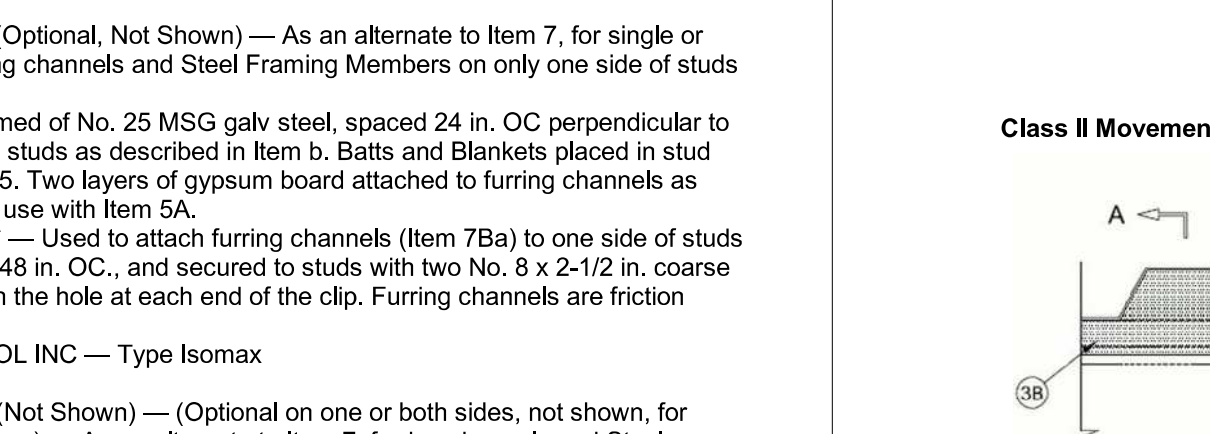 (Optional, Not Shown) — As an alternate to Item 7, for single or
channels and Steel Framing Members on only one side of studs
of No. 25 MSG galv steel, spaced 24 in. OC perpendicular to
studs as described in Item b. Batts and Blankets placed in stud
5. Two layers of gypsum board attached to furring channels as
use with Item 5A.
— Used to attach furring channels (Item 7Ba) to one side of studs
48 in. OC., and secured to studs with two No. 8 x 2-1/2 in. coarse
the hole at each end of the clip. Furring channels are friction
INC — Type Isomax
(Not Shown) — (Optional on one or both sides, not shown, for
Class II Movemen
A
3B